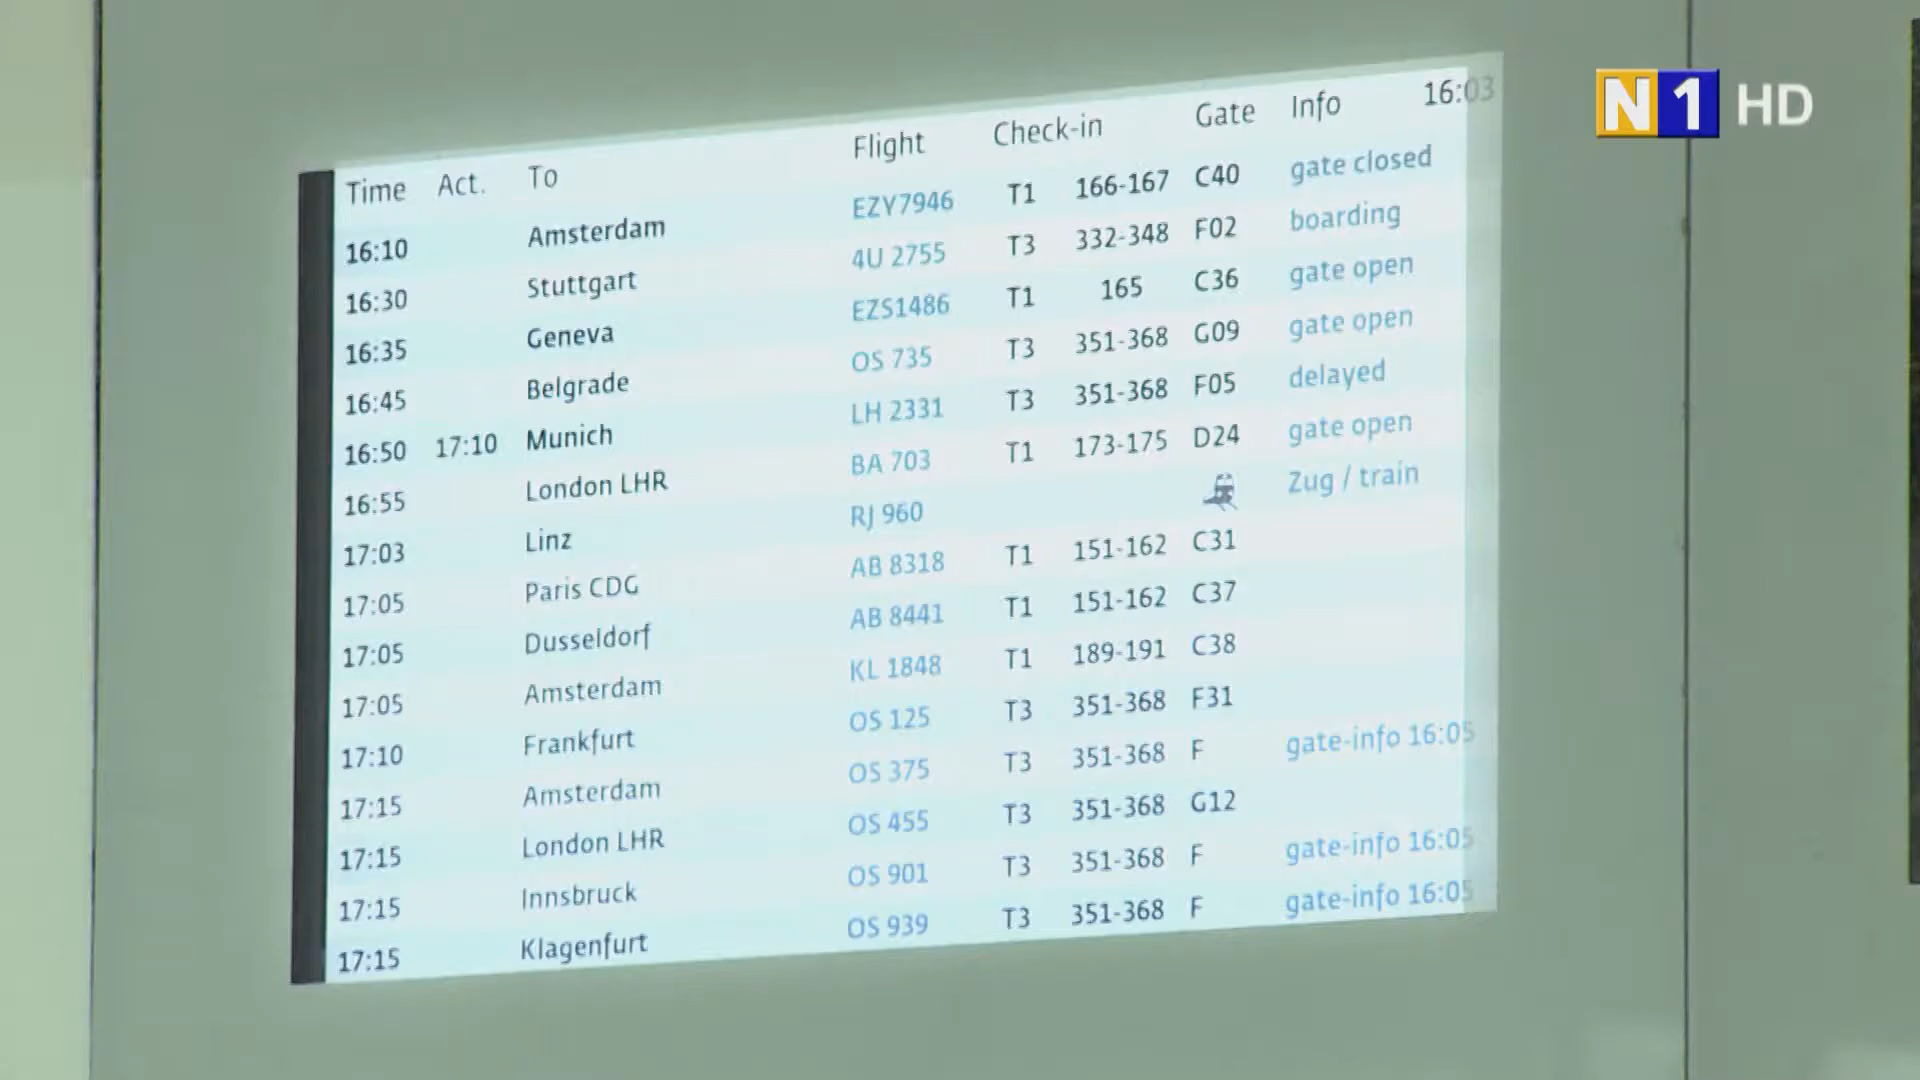 N1 HD
Time Act. To Flight Check-in Gate Info 16:03
16:10 Amsterdam EZY7946 T1 166-167 C40 gate closed
16:30 Stuttgart 4U 2755 T3 332-348 F02 boarding
16:35 Geneva EZS1486 T1 165 C36 gate open
16:45 Belgrade OS 735 T3 351-368 G09 gate open
16:50 17:10 Munich LH 2331 T3 351-368 F05 delayed
16:55 London LHR BA 703 T1 173-175 D24 gate open
17:03 Linz RJ 960 Zug / train
17:05 Paris CDG AB 8318 T1 151-162 C31
17:05 Dusseldorf AB 8441 T1 151-162 C37
17:05 Amsterdam KL 1848 T1 189-191 C38
17:10 Frankfurt OS 125 T3 351-368 F31
17:15 Amsterdam OS 375 T3 351-368 F gate-info 16:05
17:15 London LHR OS 455 T3 351-368 G12
17:15 Innsbruck OS 901 T3 351-368 F gate-info 16:05
17:15 Klagenfurt OS 939 T3 351-368 F gate-info 16:05